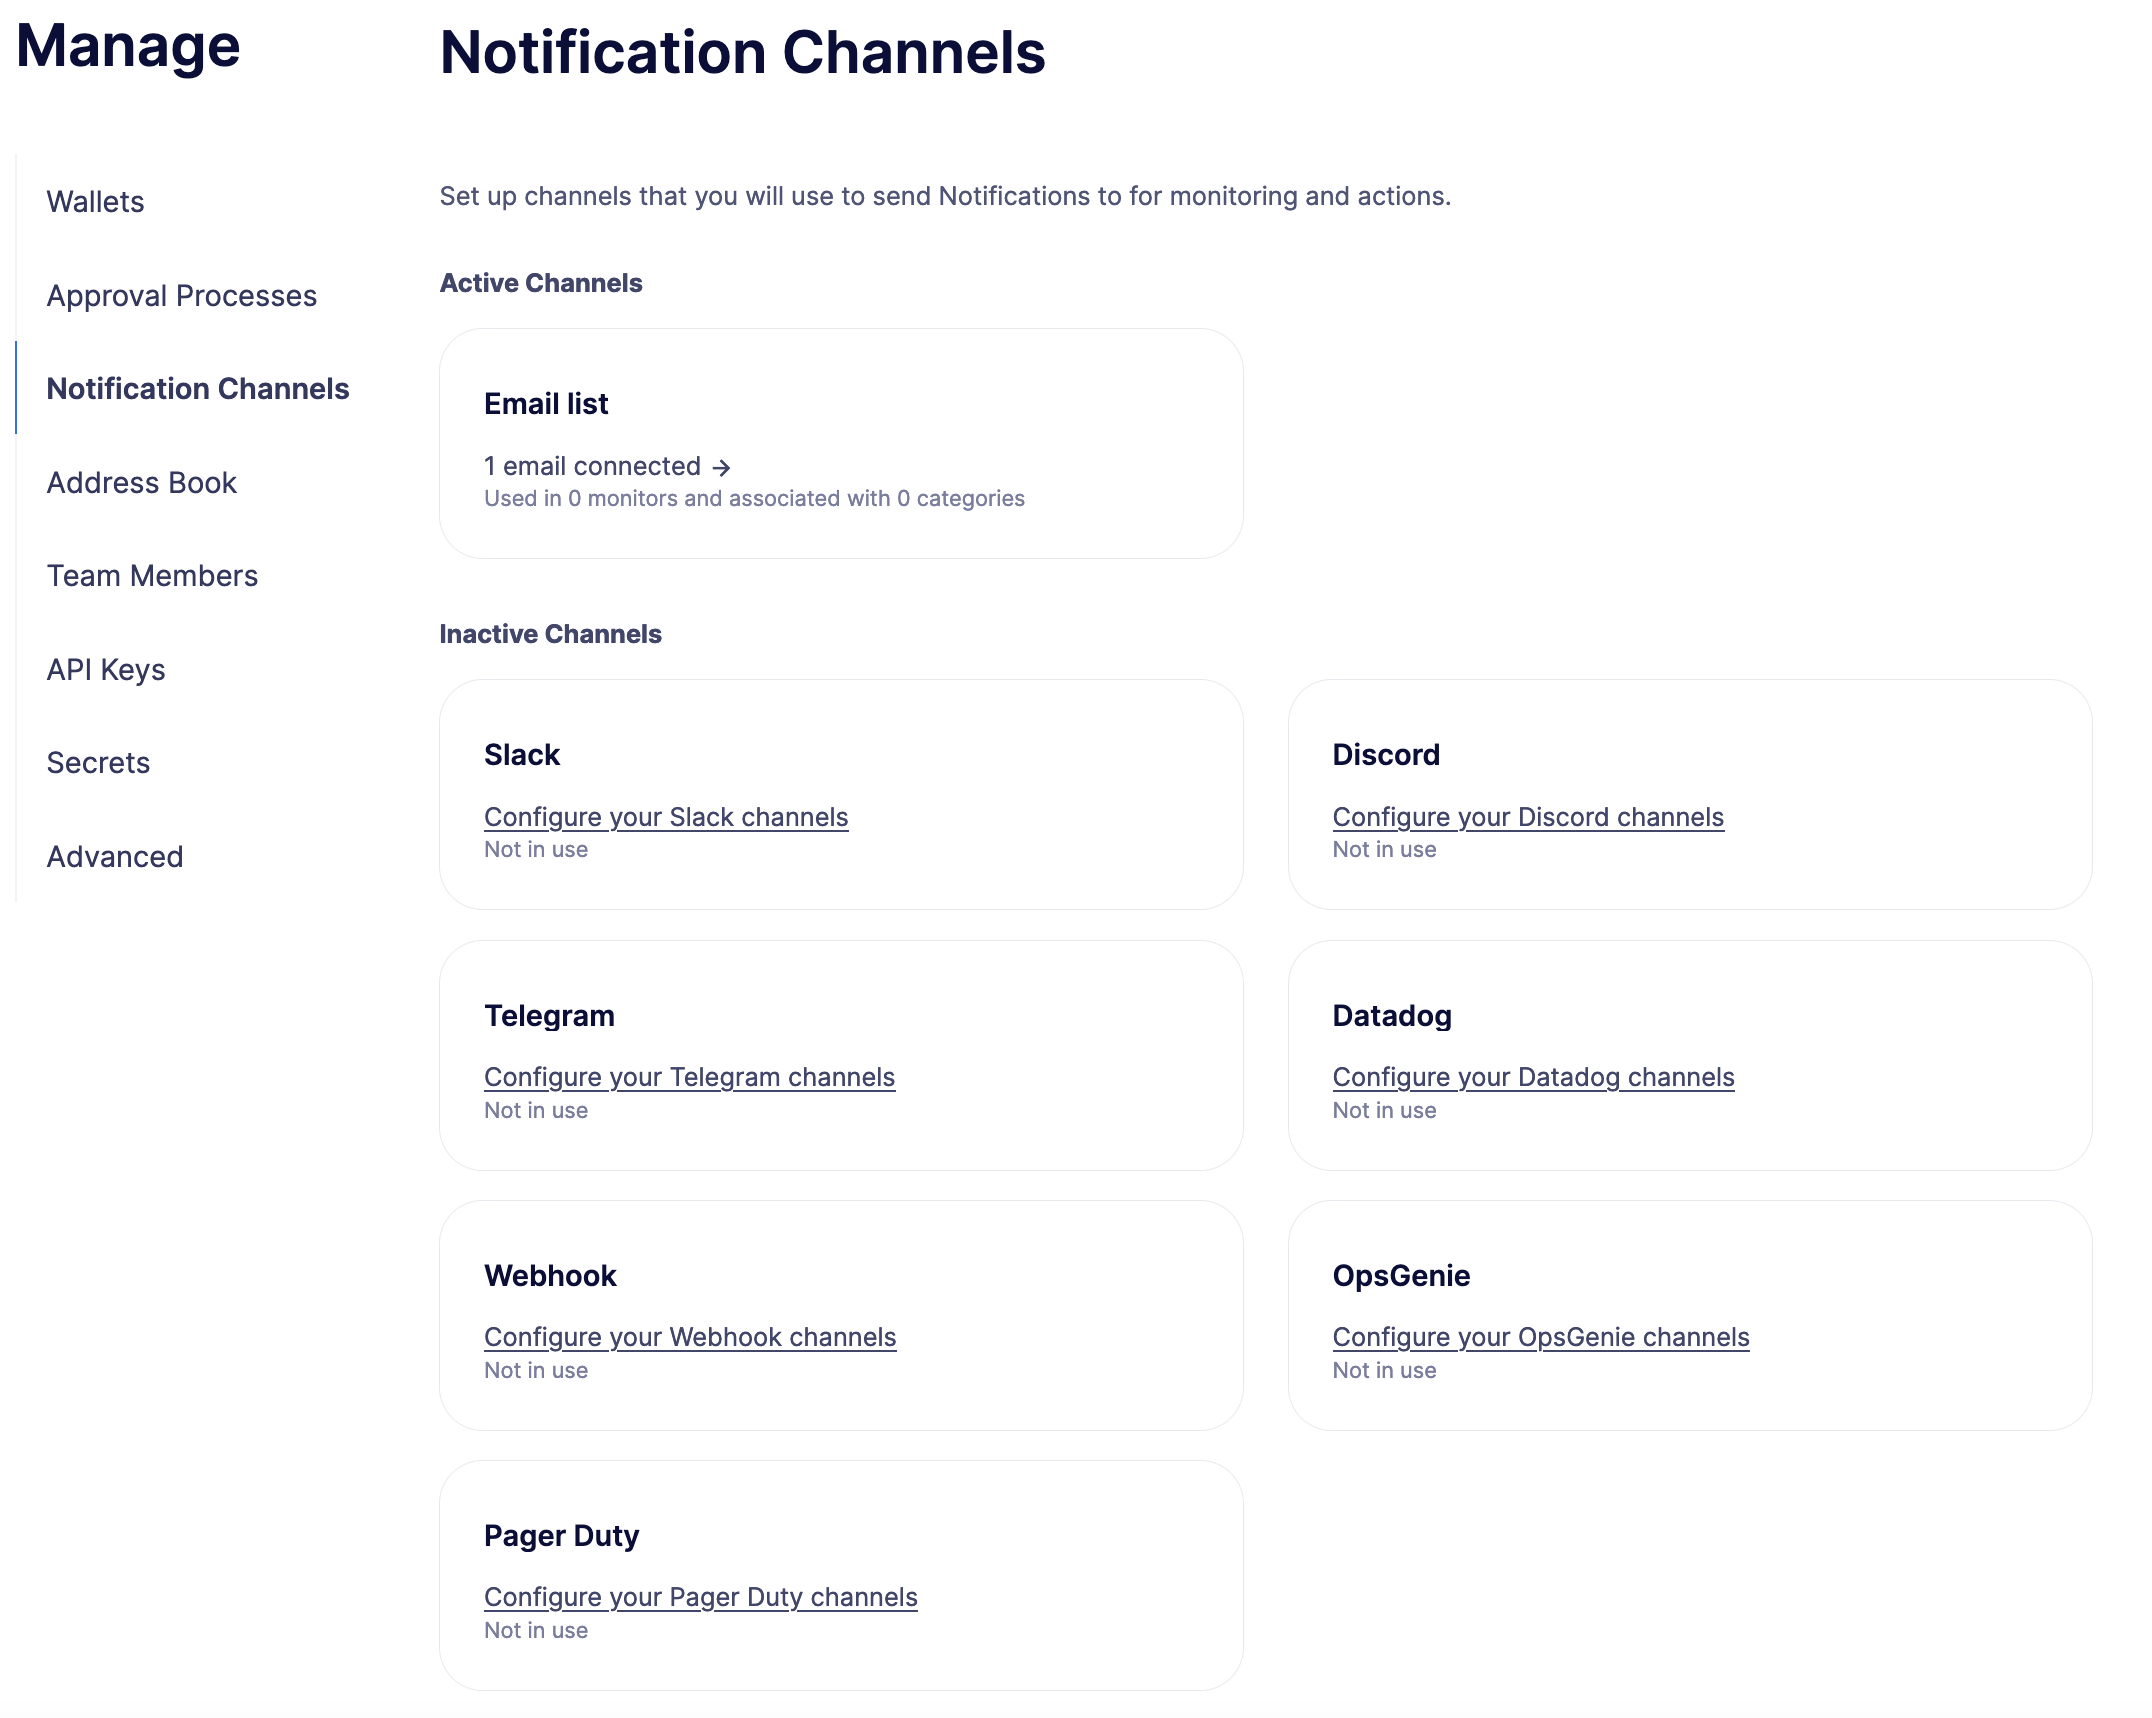 Manage
Wallets
Approval Processes
Notification Channels
Address Book
Team Members
API Keys
Secrets
Advanced
Notification Channels
Set up channels that you will use to send Notifications to for monitoring and actions.
Active Channels
Email list
1 email connected →
Used in 0 monitors and associated with 0 categories
Inactive Channels
Slack
Configure your Slack channels
Not in use
Discord
Configure your Discord channels
Not in use
Telegram
Configure your Telegram channels
Not in use
Datadog
Configure your Datadog channels
Not in use
Webhook
Configure your Webhook channels
Not in use
OpsGenie
Configure your OpsGenie channels
Not in use
Pager Duty
Configure your Pager Duty channels
Not in use